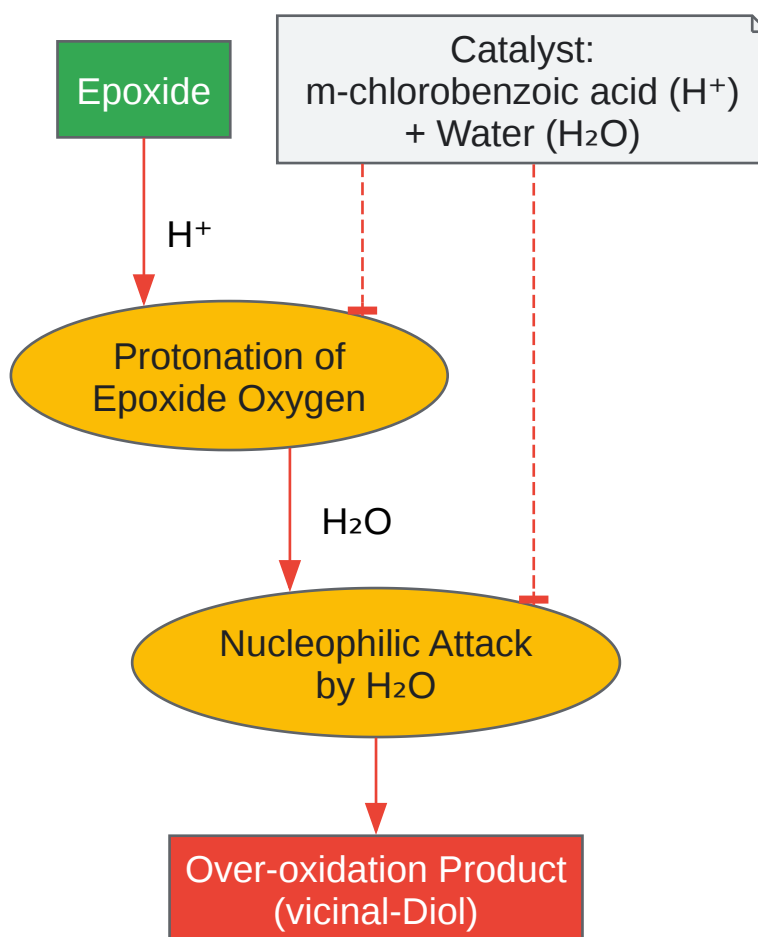 Epoxide
Catalyst:
m-chlorobenzoic acid (H⁺)
+ Water (H₂O)
H⁺
Protonation of
Epoxide Oxygen
H₂O
Nucleophilic Attack
by H₂O
Over-oxidation Product
(vicinal-Diol)